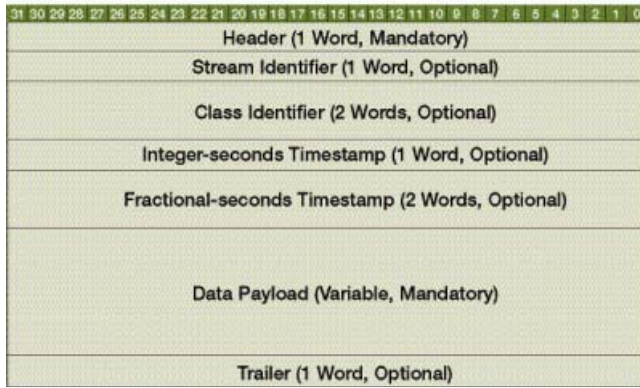 31 30 29 28 27 26 25 24 23 22 21 20 19 18 17 16 15 14 13 12 11 10 9 8 7 6 5 4 3 2 1
Header (1 Word, Mandatory)
Stream Identifier (1 Word, Optional)
Class Identifier (2 Words, Optional)
Integer-seconds Timestamp (1 Word, Optional)
Fractional-seconds Timestamp (2 Words, Optional)
Data Payload (Variable, Mandatory)
Trailer (1 Word, Optional)